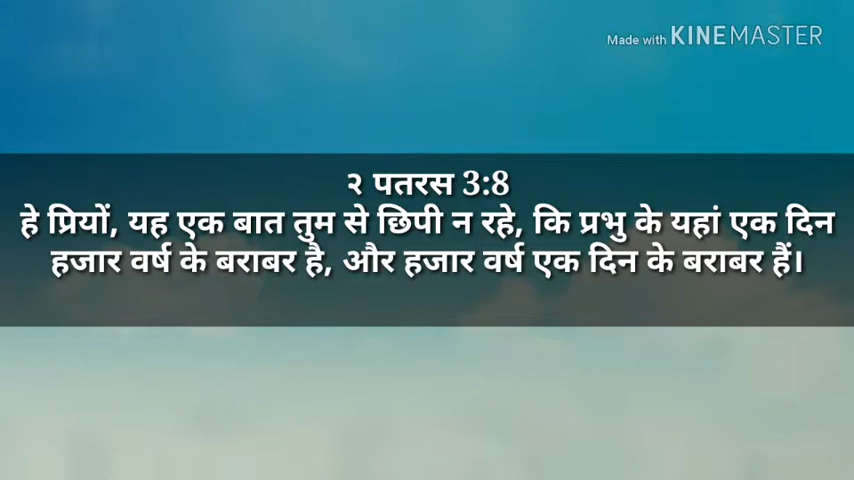 Made with KINEMASTER
२ पतरस 3:8
हे प्रियों, यह एक बात तुम से छिपी न रहे, कि प्रभु के यहां एक दिन
हजार वर्ष के बराबर है, और हजार वर्ष एक दिन के बराबर हैं।